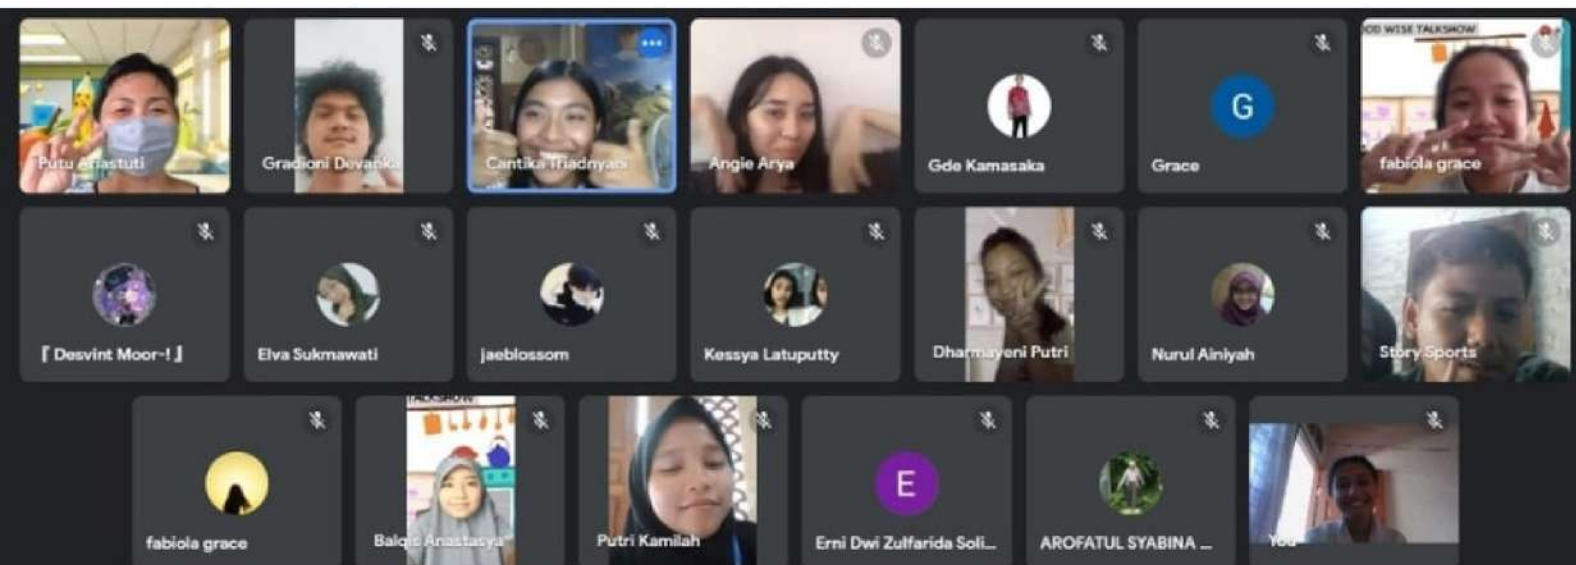 Putu Ariastuti
Gradioni Devanka
Cantika Triadnyani
Angie Arya
Gde Kamasaka
G
Grace
OD WISE TALKSHOW
fabiola grace
『 Desvint Moor~! 』
Elva Sukmawati
jaeblossom
Kessya Latuputty
Dharmayeni Putri
Nurul Ainiyah
Story Sports
fabiola grace
TALKSHOW
Balqis Anastasya
Putri Kamilah
E
Erni Dwi Zulfarida Soli...
AROFATUL SYABINA ...
You